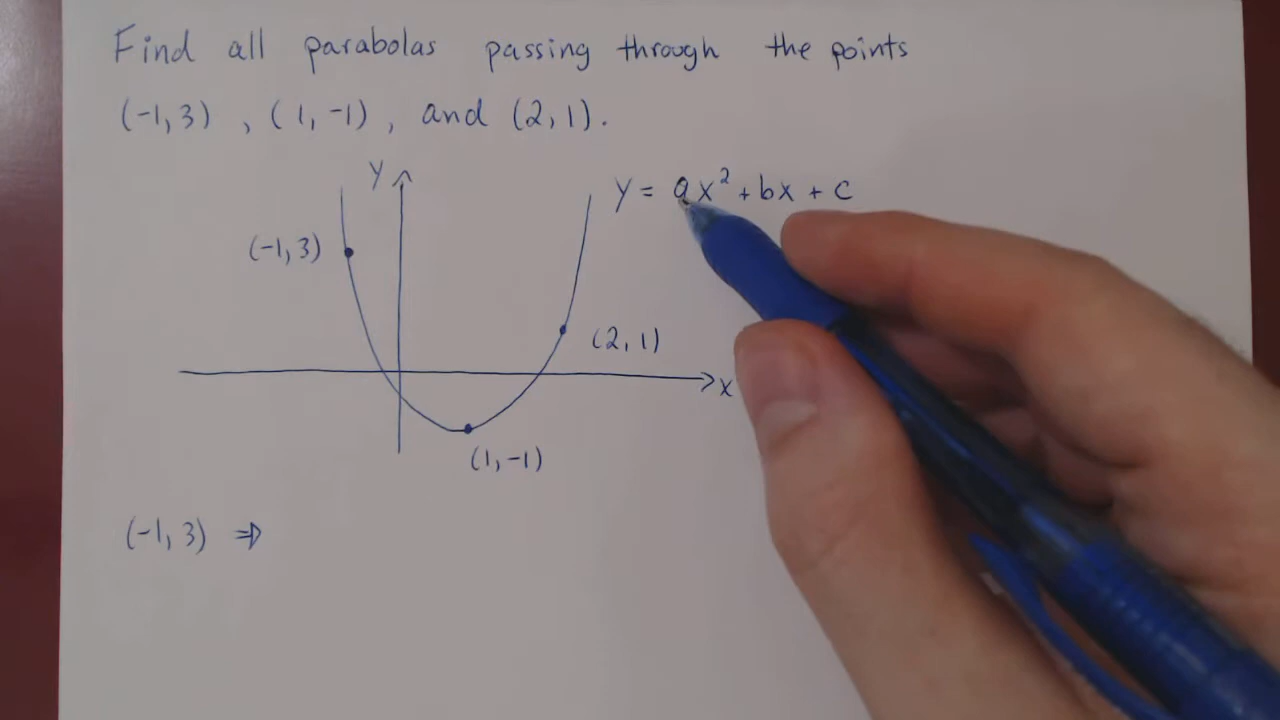 Find all parabolas passing through the points
(-1, 3) , (1, -1) , and (2, 1).
y
y = ax² + bx + c
(-1, 3)
(2, 1)
x
(1, -1)
(-1, 3) ⇒